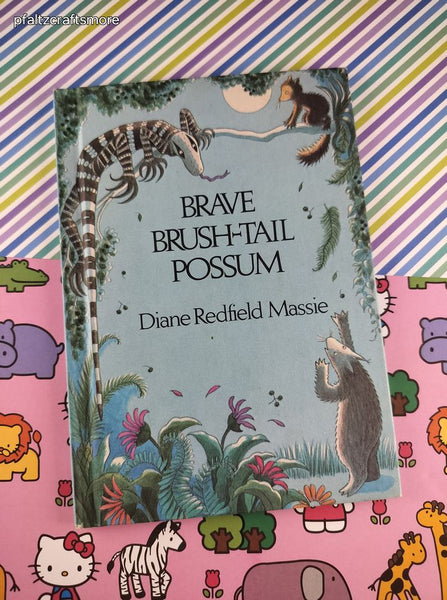 pfaltzcraftsmore
BRAVE
BRUSH-TAIL
POSSUM
Diane Redfield Massie